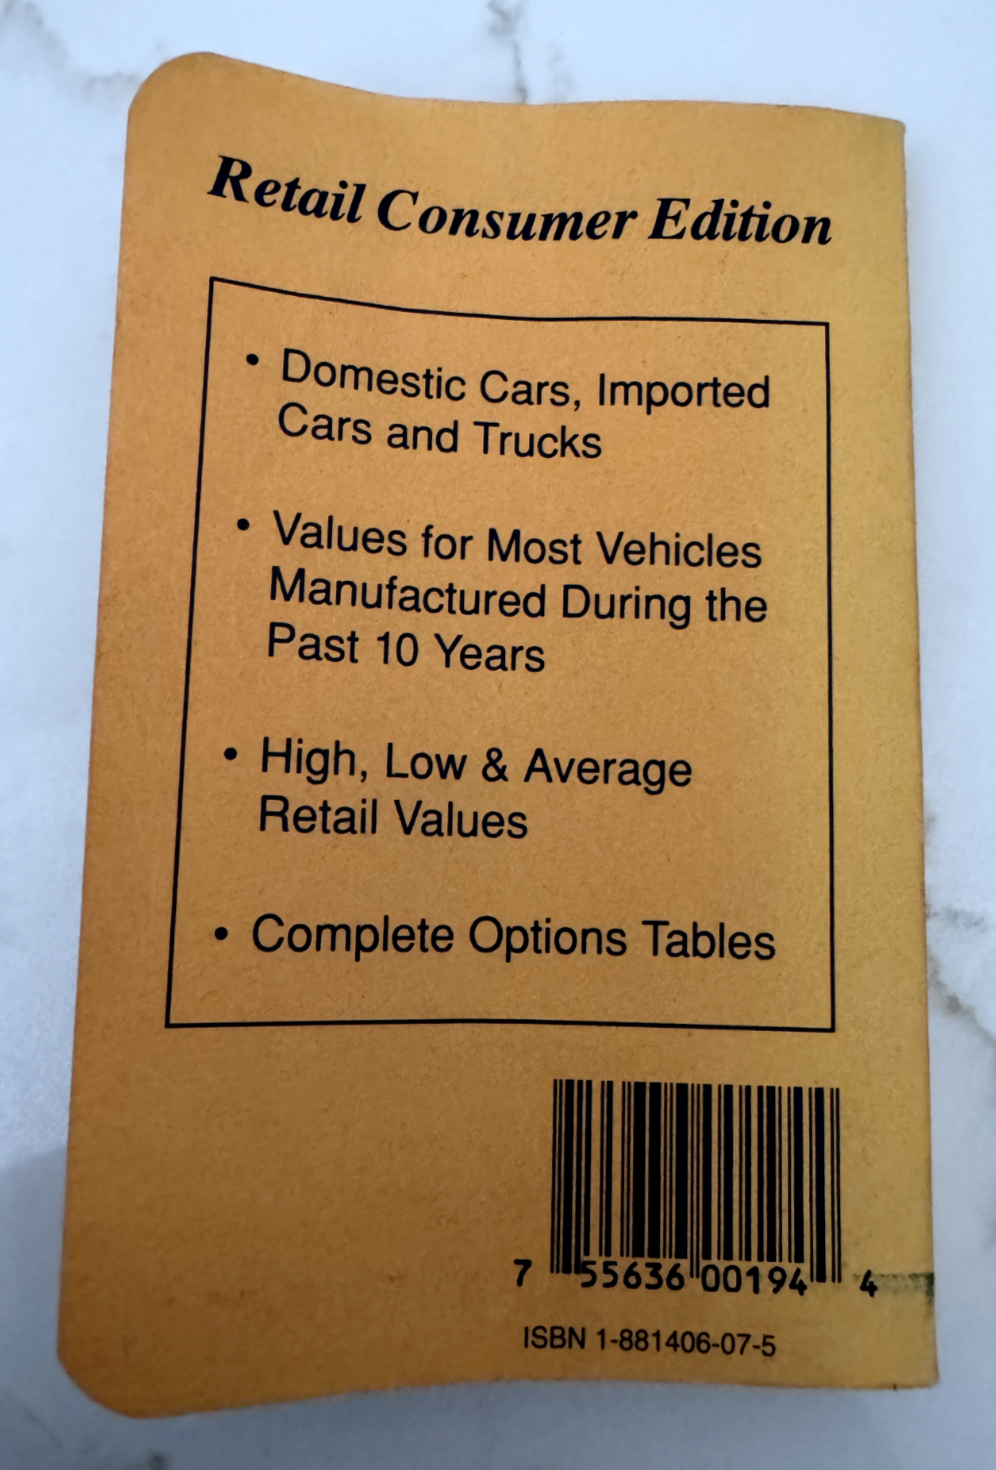 Retail Consumer Edition
• Domestic Cars, Imported
Cars and Trucks
• Values for Most Vehicles
Manufactured During the
Past 10 Years
• High, Low & Average
Retail Values
• Complete Options Tables
7 55636 00194 4
ISBN 1-881406-07-5